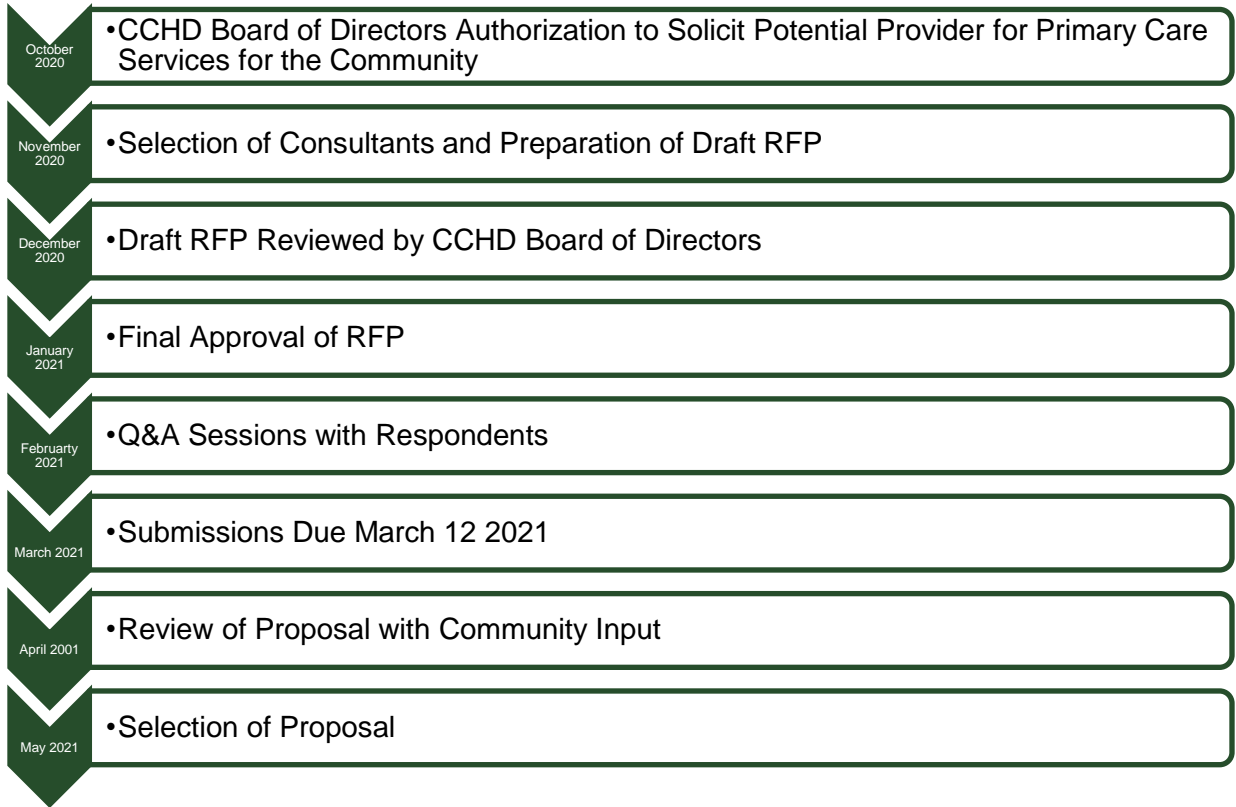 October
2020
•CCHD Board of Directors Authorization to Solicit Potential Provider for Primary Care
Services for the Community
November
2020
•Selection of Consultants and Preparation of Draft RFP
December
2020
•Draft RFP Reviewed by CCHD Board of Directors
January
2021
•Final Approval of RFP
Februarty
2021
•Q&A Sessions with Respondents
March 2021
•Submissions Due March 12 2021
April 2001
•Review of Proposal with Community Input
May 2021
•Selection of Proposal